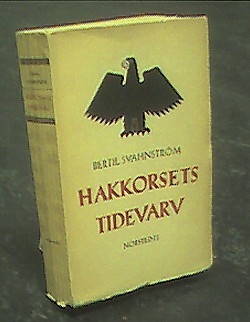 BERTIL SVAHNSTRÖM
HAKKORSETS
TIDEVARV
NORSTEDTS